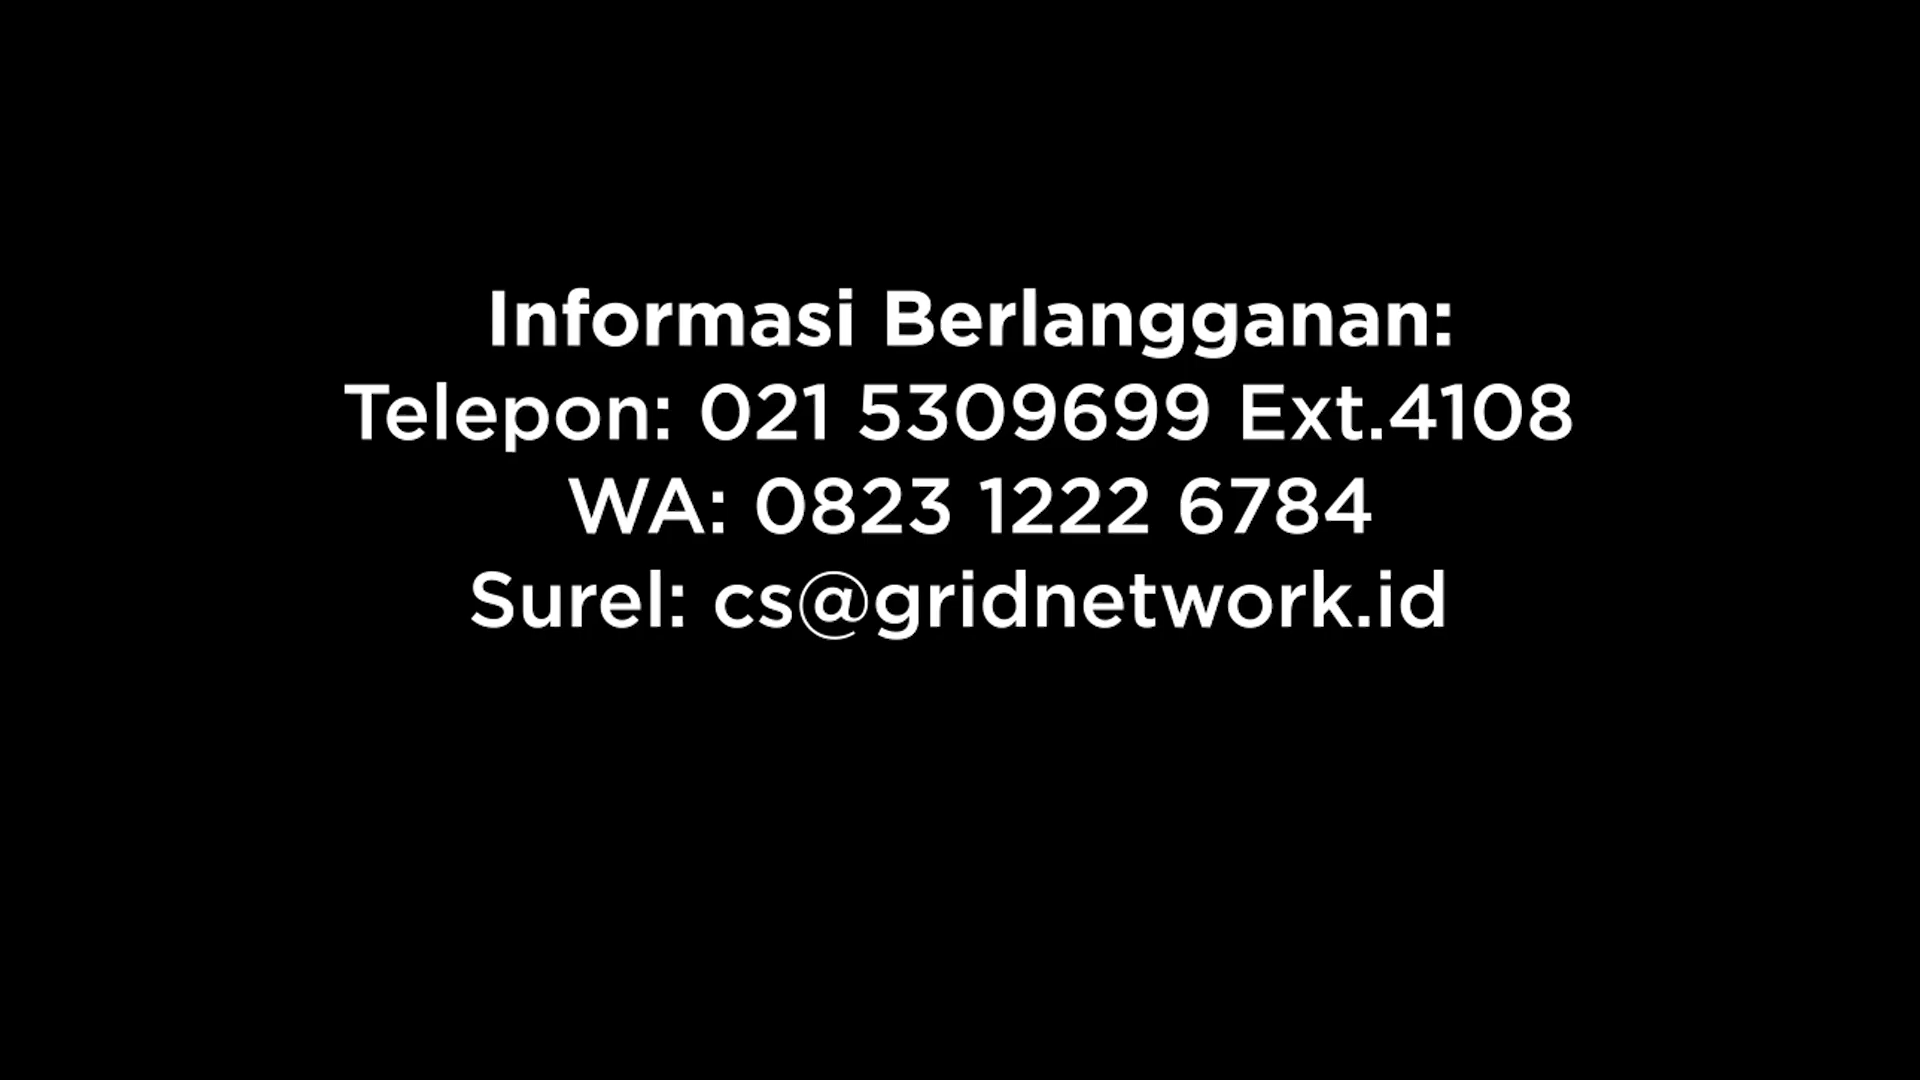 Informasi Berlangganan:
Telepon: 021 5309699 Ext.4108
WA: 0823 1222 6784
Surel: cs@gridnetwork.id